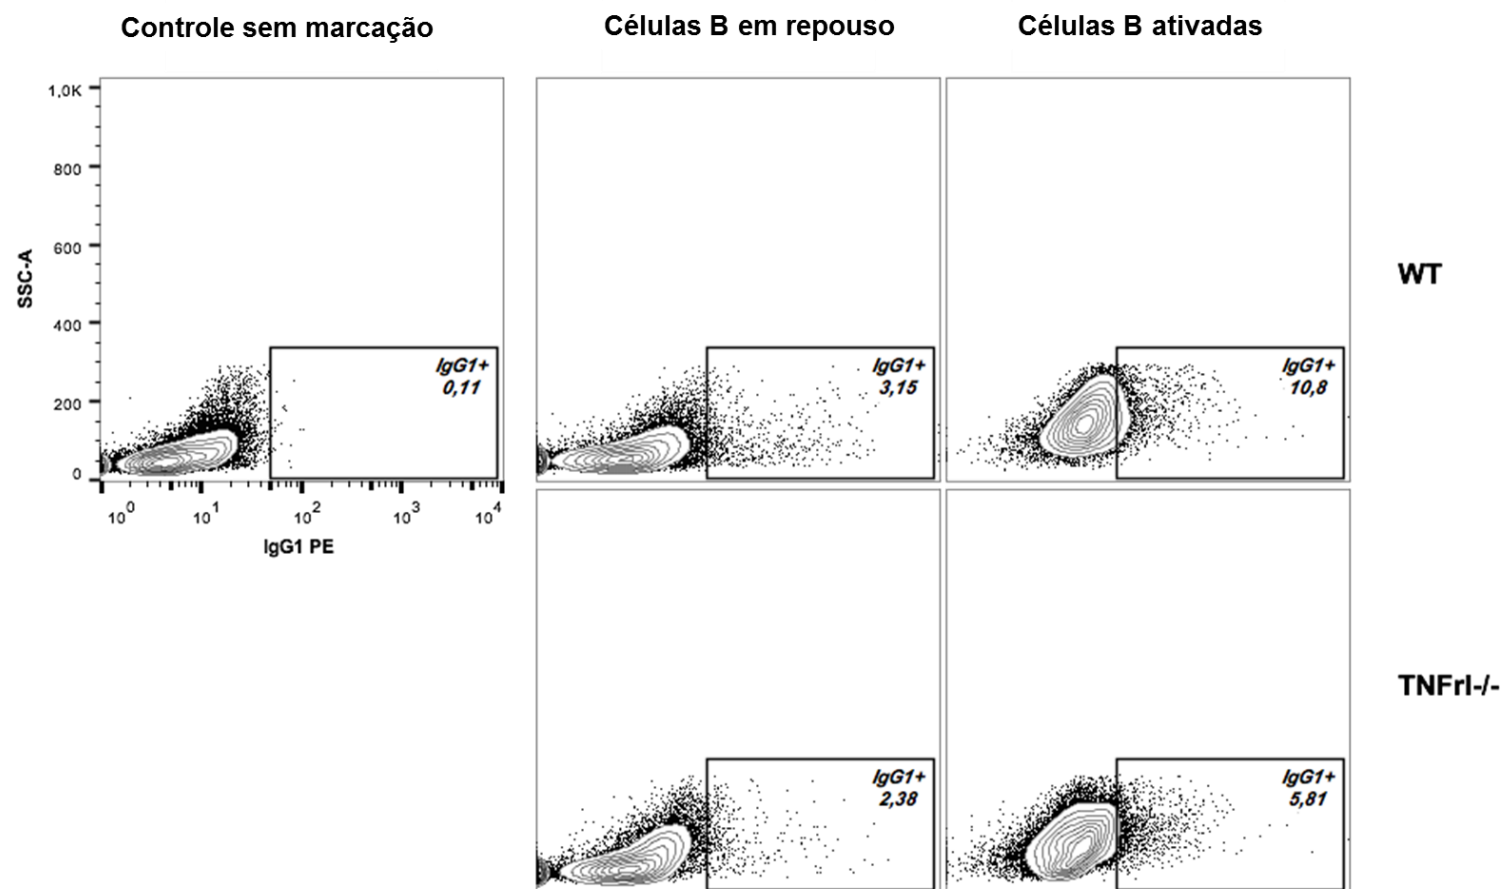 Controle sem marcação
Células B em repouso
Células B ativadas
1,0K
800
600
400
200
0
SSC-A
IgG1+
0,11
IgG1+
3,15
IgG1+
10,8
WT
10^0
10^1
10^2
10^3
10^4
IgG1 PE
TNFrI-/-
IgG1+
2,38
IgG1+
5,81